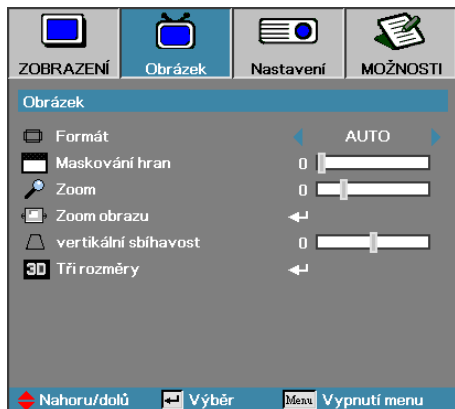 ZOBRAZENÍ Obrázek Nastavení MOŽNOSTI
Obrázek
Formát AUTO
Maskování hran 0
Zoom 0
Zoom obrazu
vertikální sbíhavost 0
3D Tři rozměry
Nahoru/dolů Výběr Menu Vypnutí menu